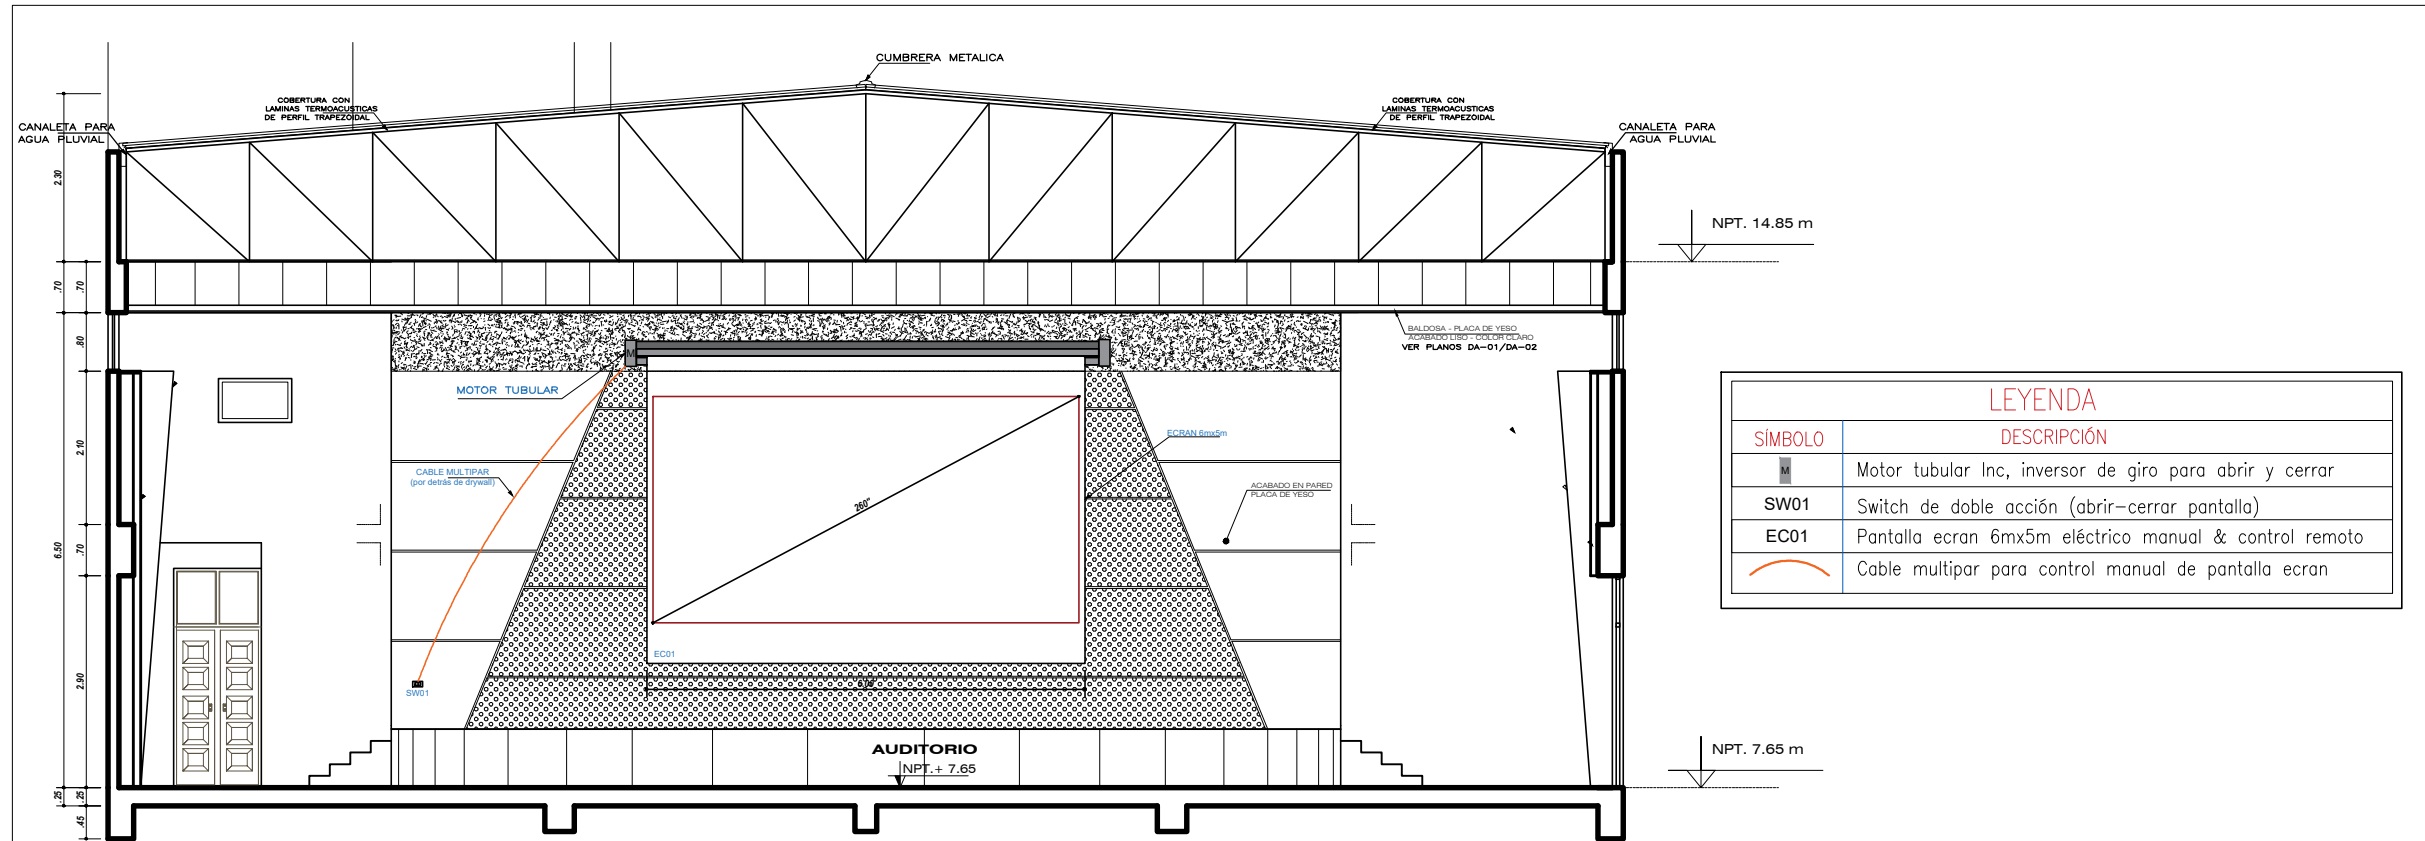 CUMBRERA METALICA
COBERTURA CON
LAMINAS TERMOACUSTICAS
DE PERFIL TRAPEZOIDAL
COBERTURA CON
LAMINAS TERMOACUSTICAS
DE PERFIL TRAPEZOIDAL
CANALETA PARA
AGUA PLUVIAL
CANALETA PARA
AGUA PLUVIAL
2.30
NPT. 14.85 m
.70
.70
.80
BALDOSA - PLACA DE YESO
ACABADO LISO - COLOR CLARO
VER PLANOS DA-01/DA-02
M
MOTOR TUBULAR
2.10
ECRAN 6mx5m
CABLE MULTIPAR
(por detrás de drywall)
ACABADO EN PARED
PLACA DE YESO
260"
6.50
.70
2.90
EC01
SW01
6.06
AUDITORIO
NPT.+ 7.65
NPT. 7.65 m
.25
.25
.45
LEYENDA
SÍMBOLO
DESCRIPCIÓN
M
Motor tubular Inc, inversor de giro para abrir y cerrar
SW01
Switch de doble acción (abrir-cerrar pantalla)
EC01
Pantalla ecran 6mx5m eléctrico manual & control remoto
Cable multipar para control manual de pantalla ecran